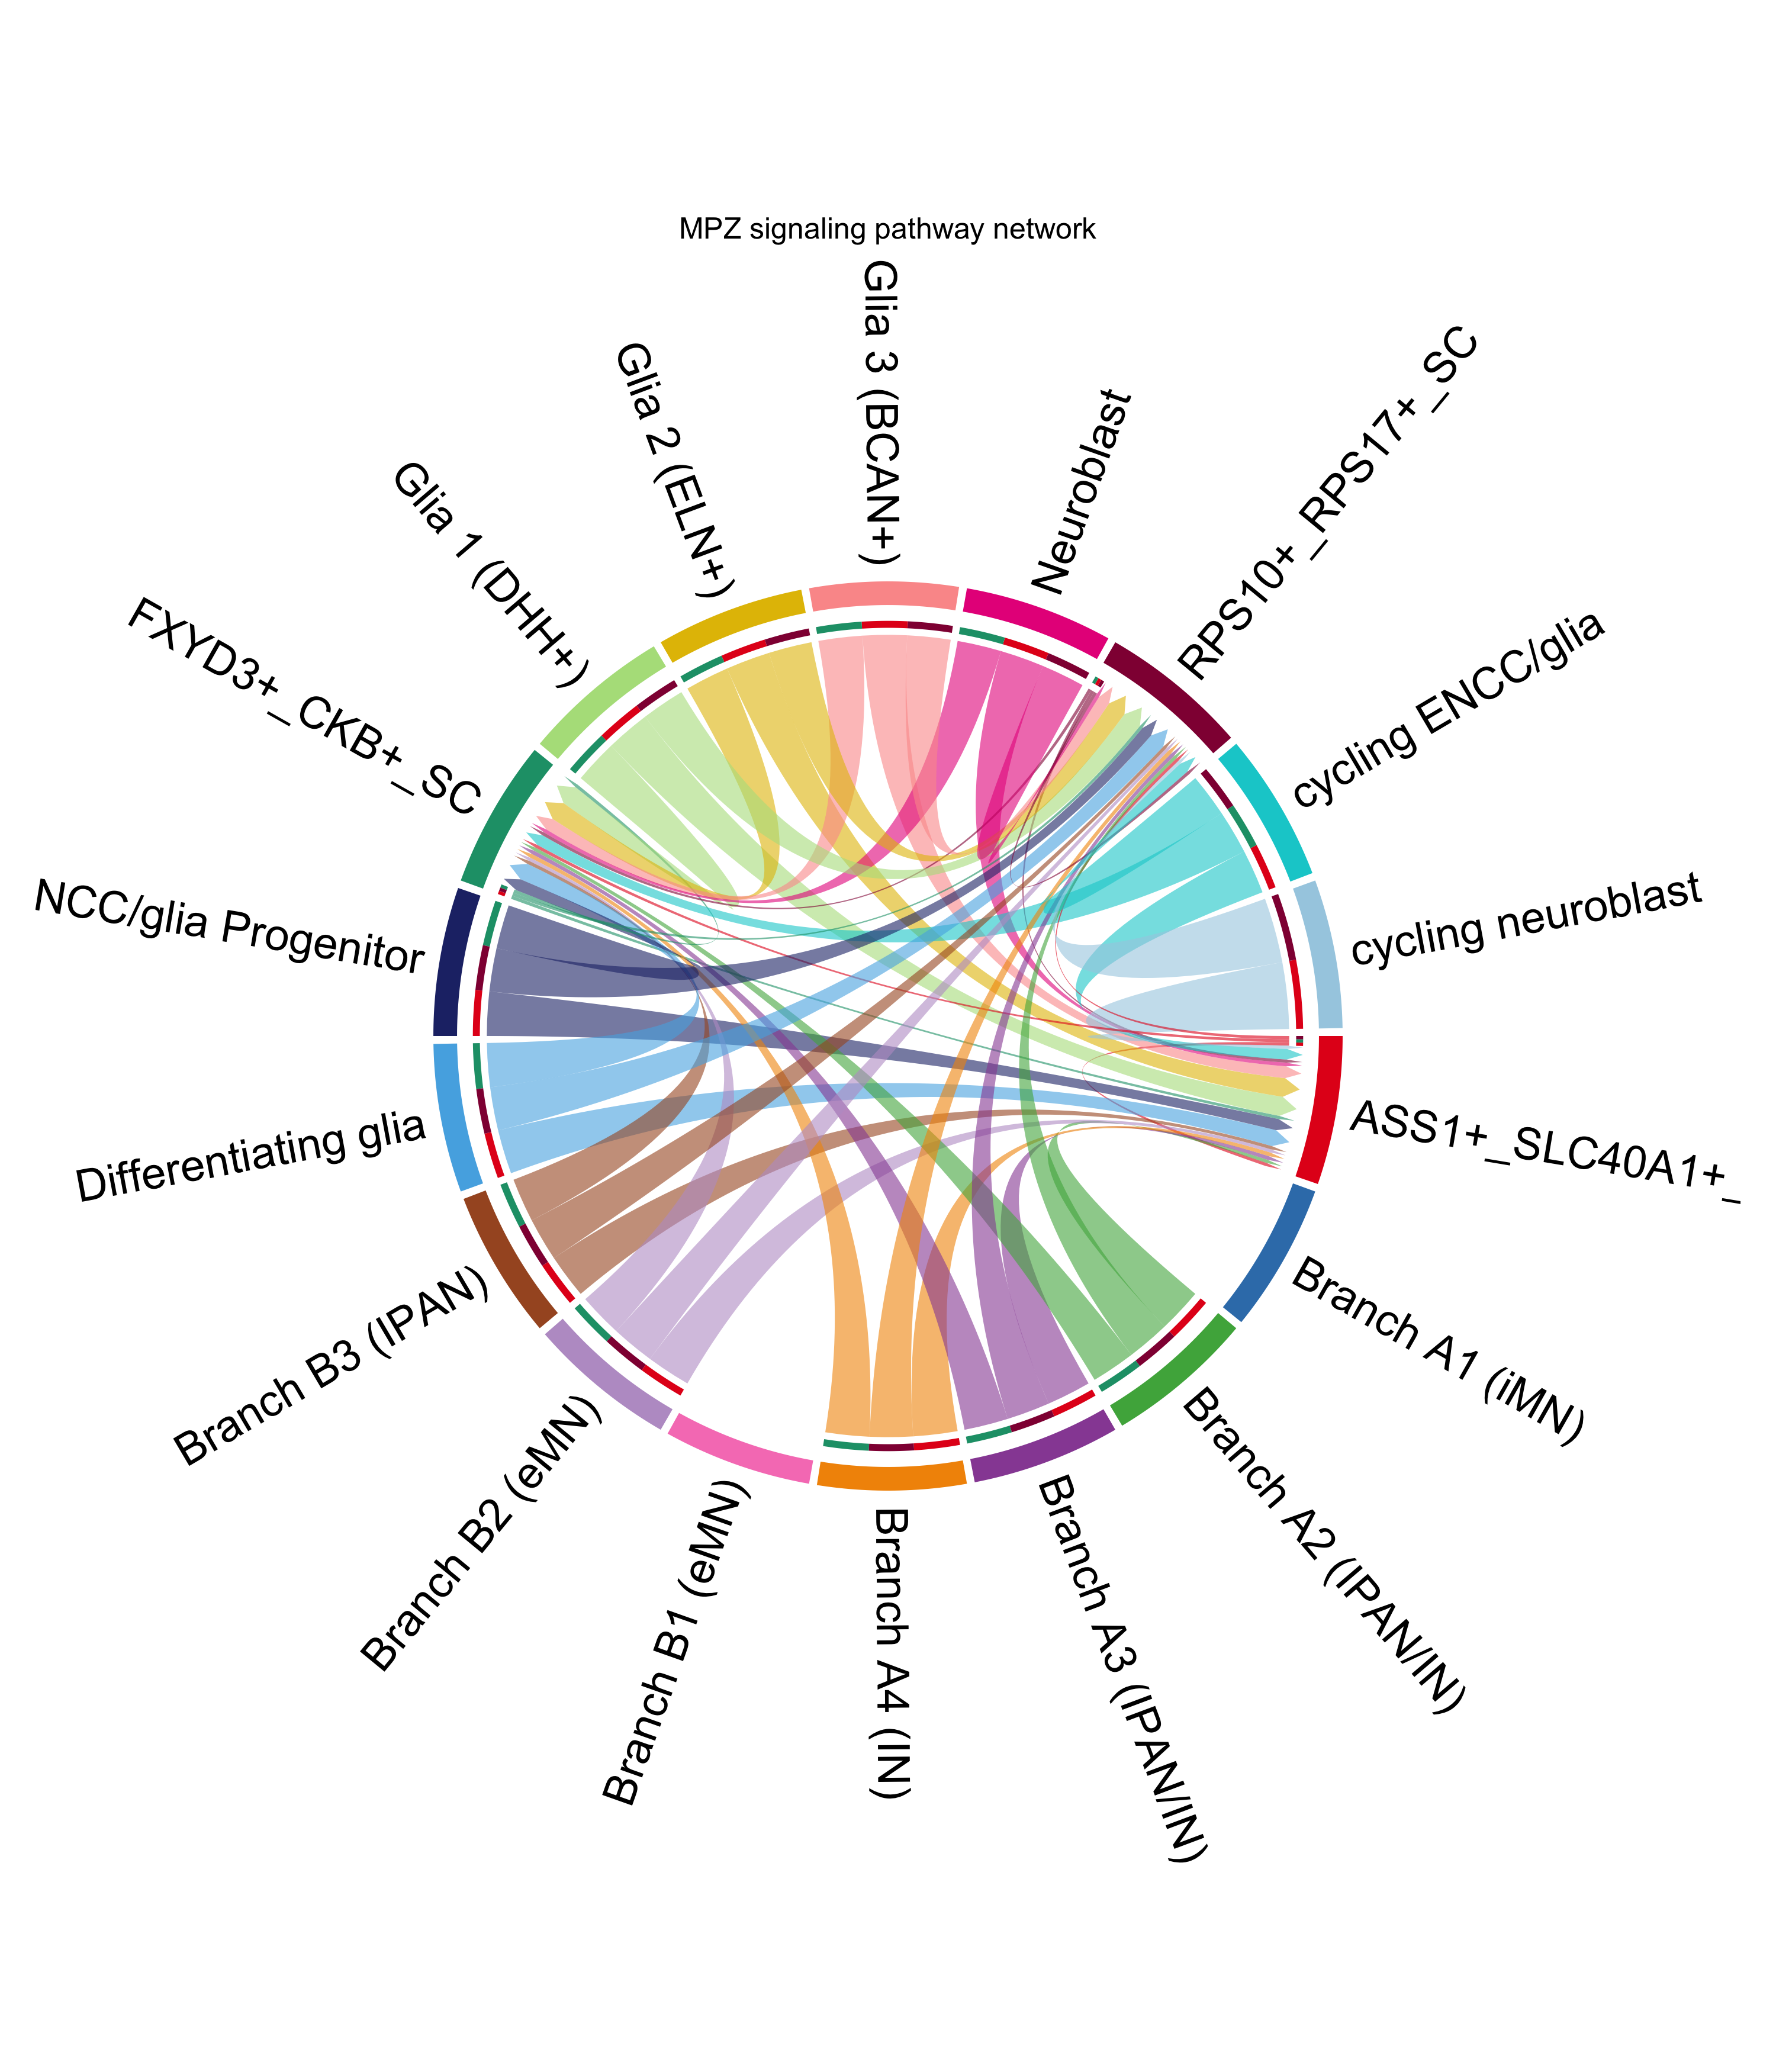 MPZ signaling pathway network
Glia 3 (BCAN+)
Neuroblast
RPS10+_RPS17+_SC
cycling ENCC/glia
cycling neuroblast
ASS1+_SLC40A1+_
Branch A1 (iMN)
Branch A2 (IPAN/IN)
Branch A3 (IPAN/IN)
Branch A4 (IN)
Branch B1 (eMN)
Branch B2 (eMN)
Branch B3 (IPAN)
Differentiating glia
NCC/glia Progenitor
FXYD3+_CKB+_SC
Glia 1 (DHH+)
Glia 2 (ELN+)